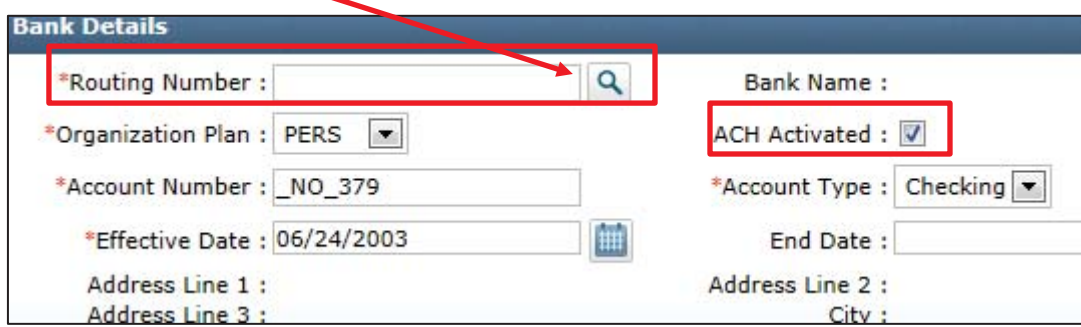 Bank Details
*Routing Number : Bank Name :
*Organization Plan : PERS ACH Activated :
*Account Number : _NO_379 *Account Type : Checking
*Effective Date : 06/24/2003 End Date :
Address Line 1 : Address Line 2 :
Address Line 3 : City :